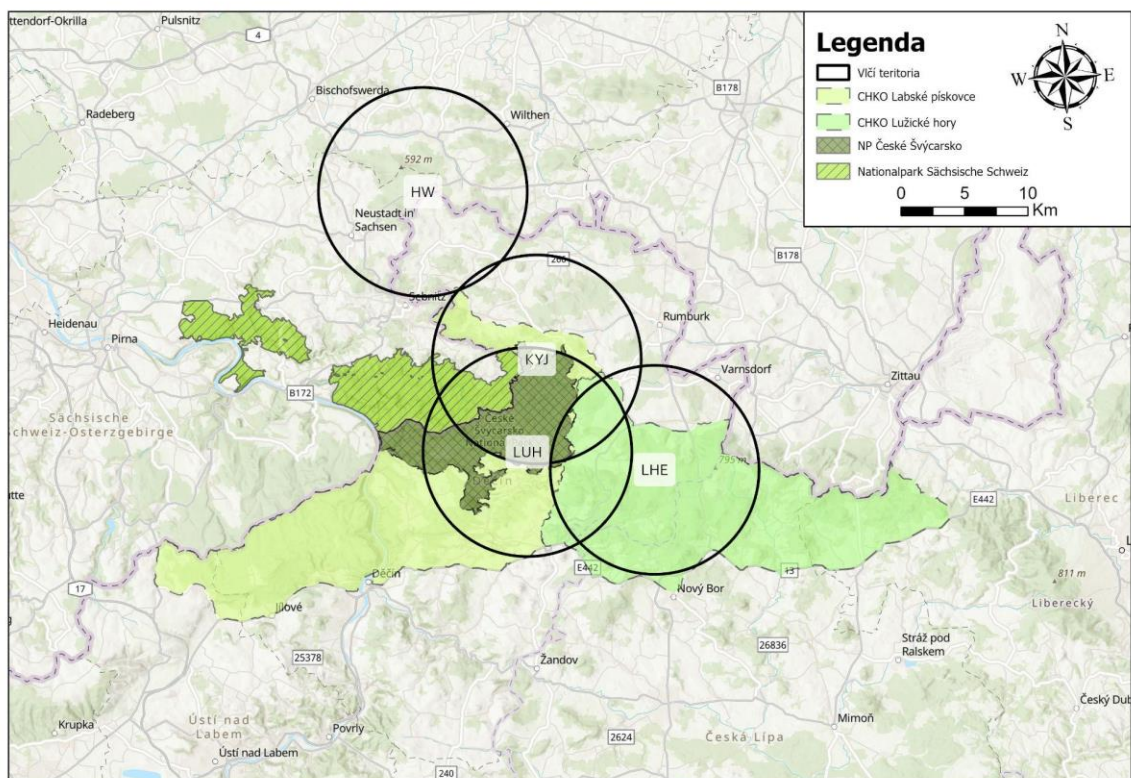 ttendorf-Okrilla
Pulsnitz
4
Bischofswerda
Radeberg
Wilthen
B178
592 m
HW
Neustadt in
Sachsen
Legenda
Vlčí teritoria
CHKO Labské pískovce
CHKO Lužické hory
NP České Švýcarsko
Nationalpark Sächsische Schweiz
0 5 10
Km
N
W E
S
B178
Sebnitz
Rumburk
Heidenau
Pirna
B172
KYJ
Varnsdorf
Zittau
Sächsische
Schweiz-Osterzgebirge
České
Švýcarsko
LUH
LHE
795 m
E442
Liberec
17
Děčín
E442
13
Nový Bor
811 m
Liberecký
Jílové
25378
Žandov
26836
Stráž pod
Ralskem
Český Dub
Krupka
Ústí nad
Labem
Povrlý
Ústí nad Labem
2624
Česká Lípa
Mimoň
240